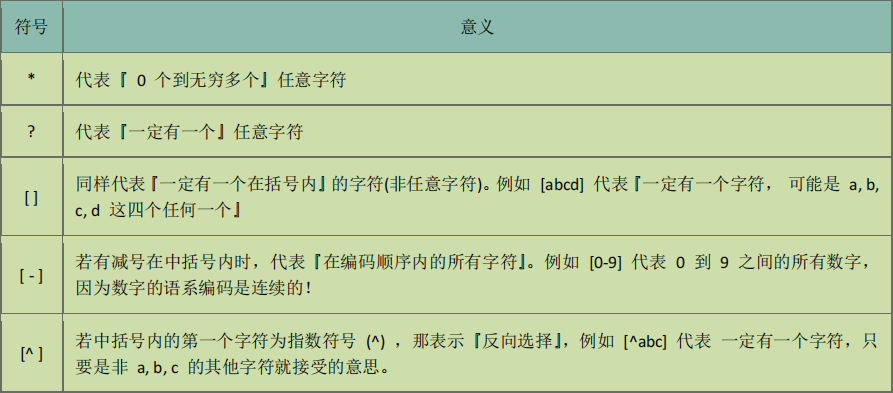 符号 意义
* 代表『 0 个到无穷多个』任意字符
? 代表『一定有一个』任意字符
[ ] 同样代表『一定有一个在括号内』的字符(非任意字符)。例如 [abcd] 代表『一定有一个字符， 可能是 a, b,
c, d 这四个任何一个』
[ - ] 若有减号在中括号内时，代表『在编码顺序内的所有字符』。例如 [0-9] 代表 0 到 9 之间的所有数字，
因为数字的语系编码是连续的！
[^ ] 若中括号内的第一个字符为指数符号 (^) ，那表示『反向选择』，例如 [^abc] 代表 一定有一个字符，只
要是非 a, b, c 的其他字符就接受的意思。